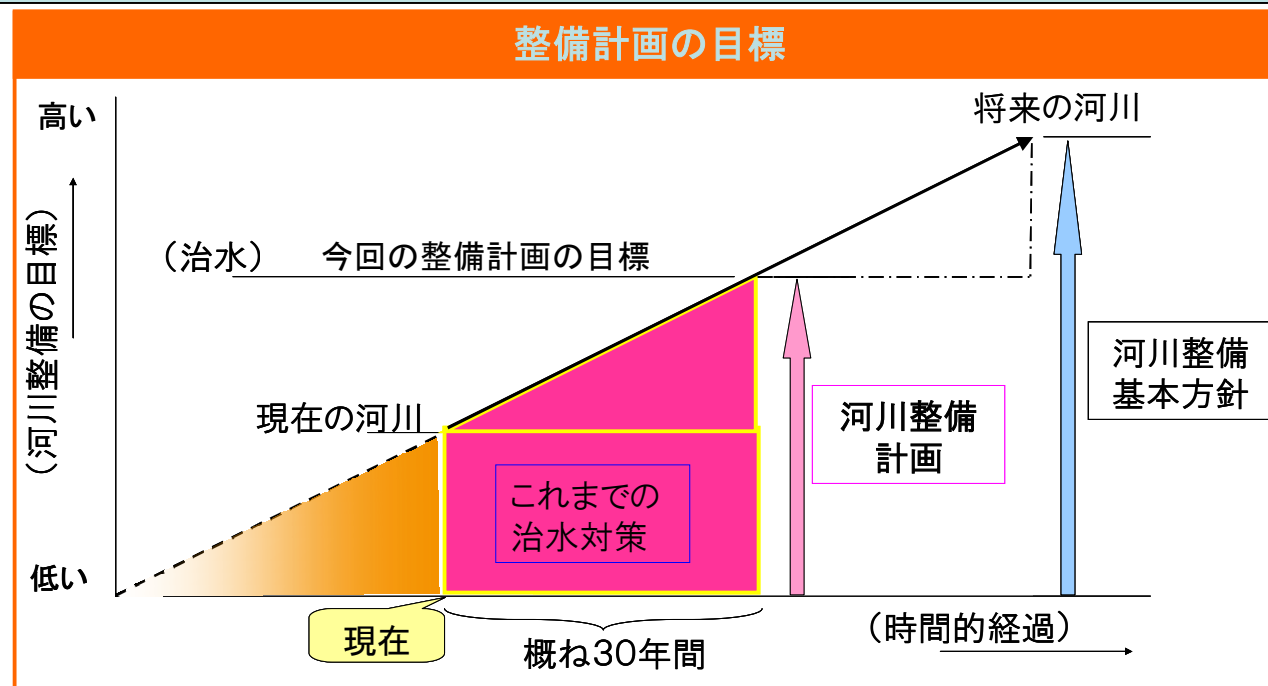 整備計画の目標
高い
将来の河川
（河川整備の目標）
（治水）
今回の整備計画の目標
河川整備
基本方針
現在の河川
河川整備
計画
これまでの
治水対策
低い
現在
概ね30年間
（時間的経過）